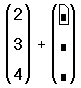 ( 2 ) + ( ▪ )
( 3 )   ( ▪ )
( 4 )   ( ▪ )